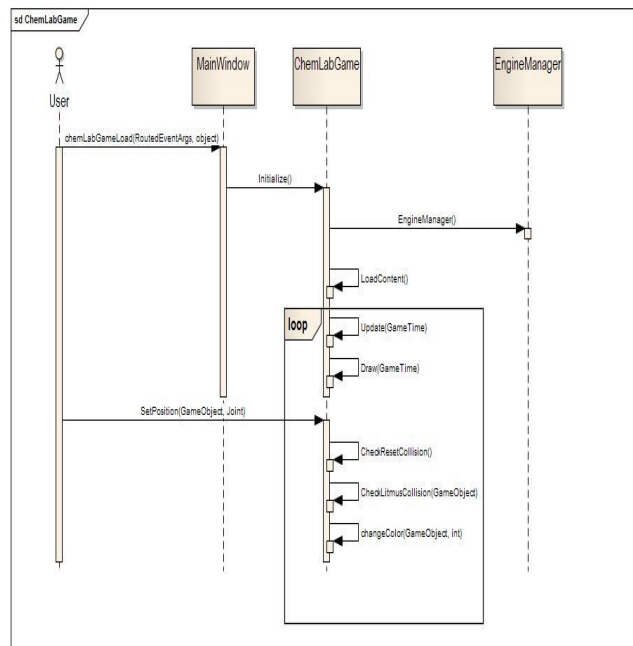 sd ChemLabGame
User
MainWindow
ChemLabGame
EngineManager
chemLabGameLoad(RoutedEventArgs, object)
Initialize()
EngineManager()
LoadContent()
loop
Update(GameTime)
Draw(GameTime)
SetPosition(GameObject, Joint)
CheckResetCollision()
CheckLitmusCollision(GameObject)
changeColor(GameObject, int)